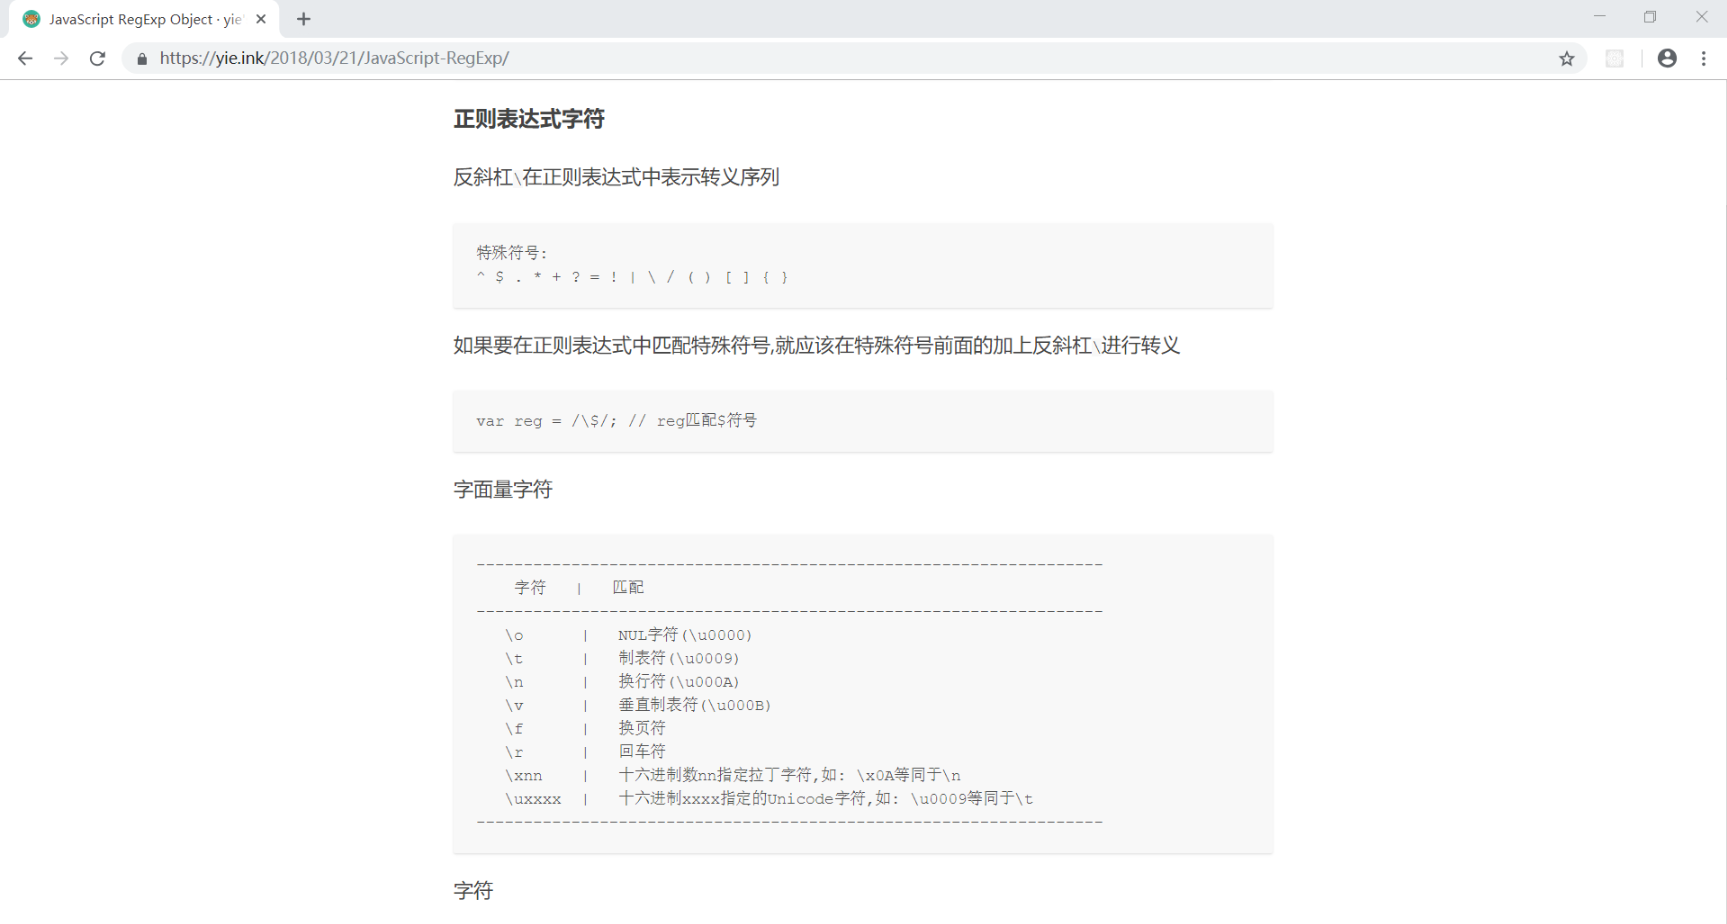 JavaScript RegExp Object · yie'
https://yie.ink/2018/03/21/JavaScript-RegExp/
正则表达式字符
反斜杠\在正则表达式中表示转义序列
特殊符号:
^ $ . * + ? = ! | \ / ( ) [ ] { }
如果要在正则表达式中匹配特殊符号,就应该在特殊符号前面的加上反斜杠\进行转义
var reg = /\$/; // reg匹配$符号
字面量字符
------------------------------------------------------------------
字符 | 匹配
------------------------------------------------------------------
\o | NUL字符(\u0000)
\t | 制表符(\u0009)
\n | 换行符(\u000A)
\v | 垂直制表符(\u000B)
\f | 换页符
\r | 回车符
\xnn | 十六进制数nn指定拉丁字符,如: \x0A等同于\n
\uxxxx | 十六进制xxxx指定的Unicode字符,如: \u0009等同于\t
------------------------------------------------------------------
字符